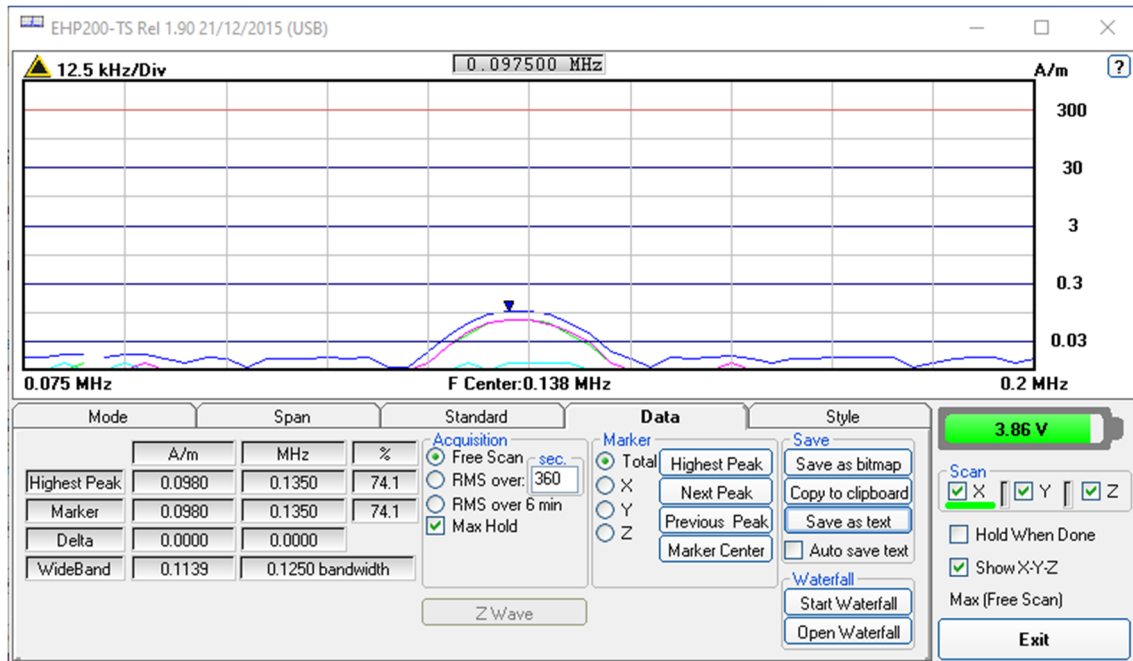 EHP200-TS Rel 1.90 21/12/2015 (USB)
12.5 kHz/Div
0.097500 MHz
A/m
?
300
30
3
0.3
0.03
0.075 MHz
F Center:0.138 MHz
0.2 MHz
Mode
Span
Standard
Data
Style
A/m MHz %
Highest Peak 0.0980 0.1350 74.1
Marker 0.0980 0.1350 74.1
Delta 0.0000 0.0000
WideBand 0.1139 0.1250 bandwidth
Acquisition
Free Scan
sec.
RMS over: 360
RMS over 6 min
Max Hold
Z Wave
Marker
Total
X
Y
Z
Highest Peak
Next Peak
Previous Peak
Marker Center
Save
Save as bitmap
Copy to clipboard
Save as text
Auto save text
Waterfall
Start Waterfall
Open Waterfall
3.86 V
Scan
X Y Z
Hold When Done
Show X-Y-Z
Max (Free Scan)
Exit